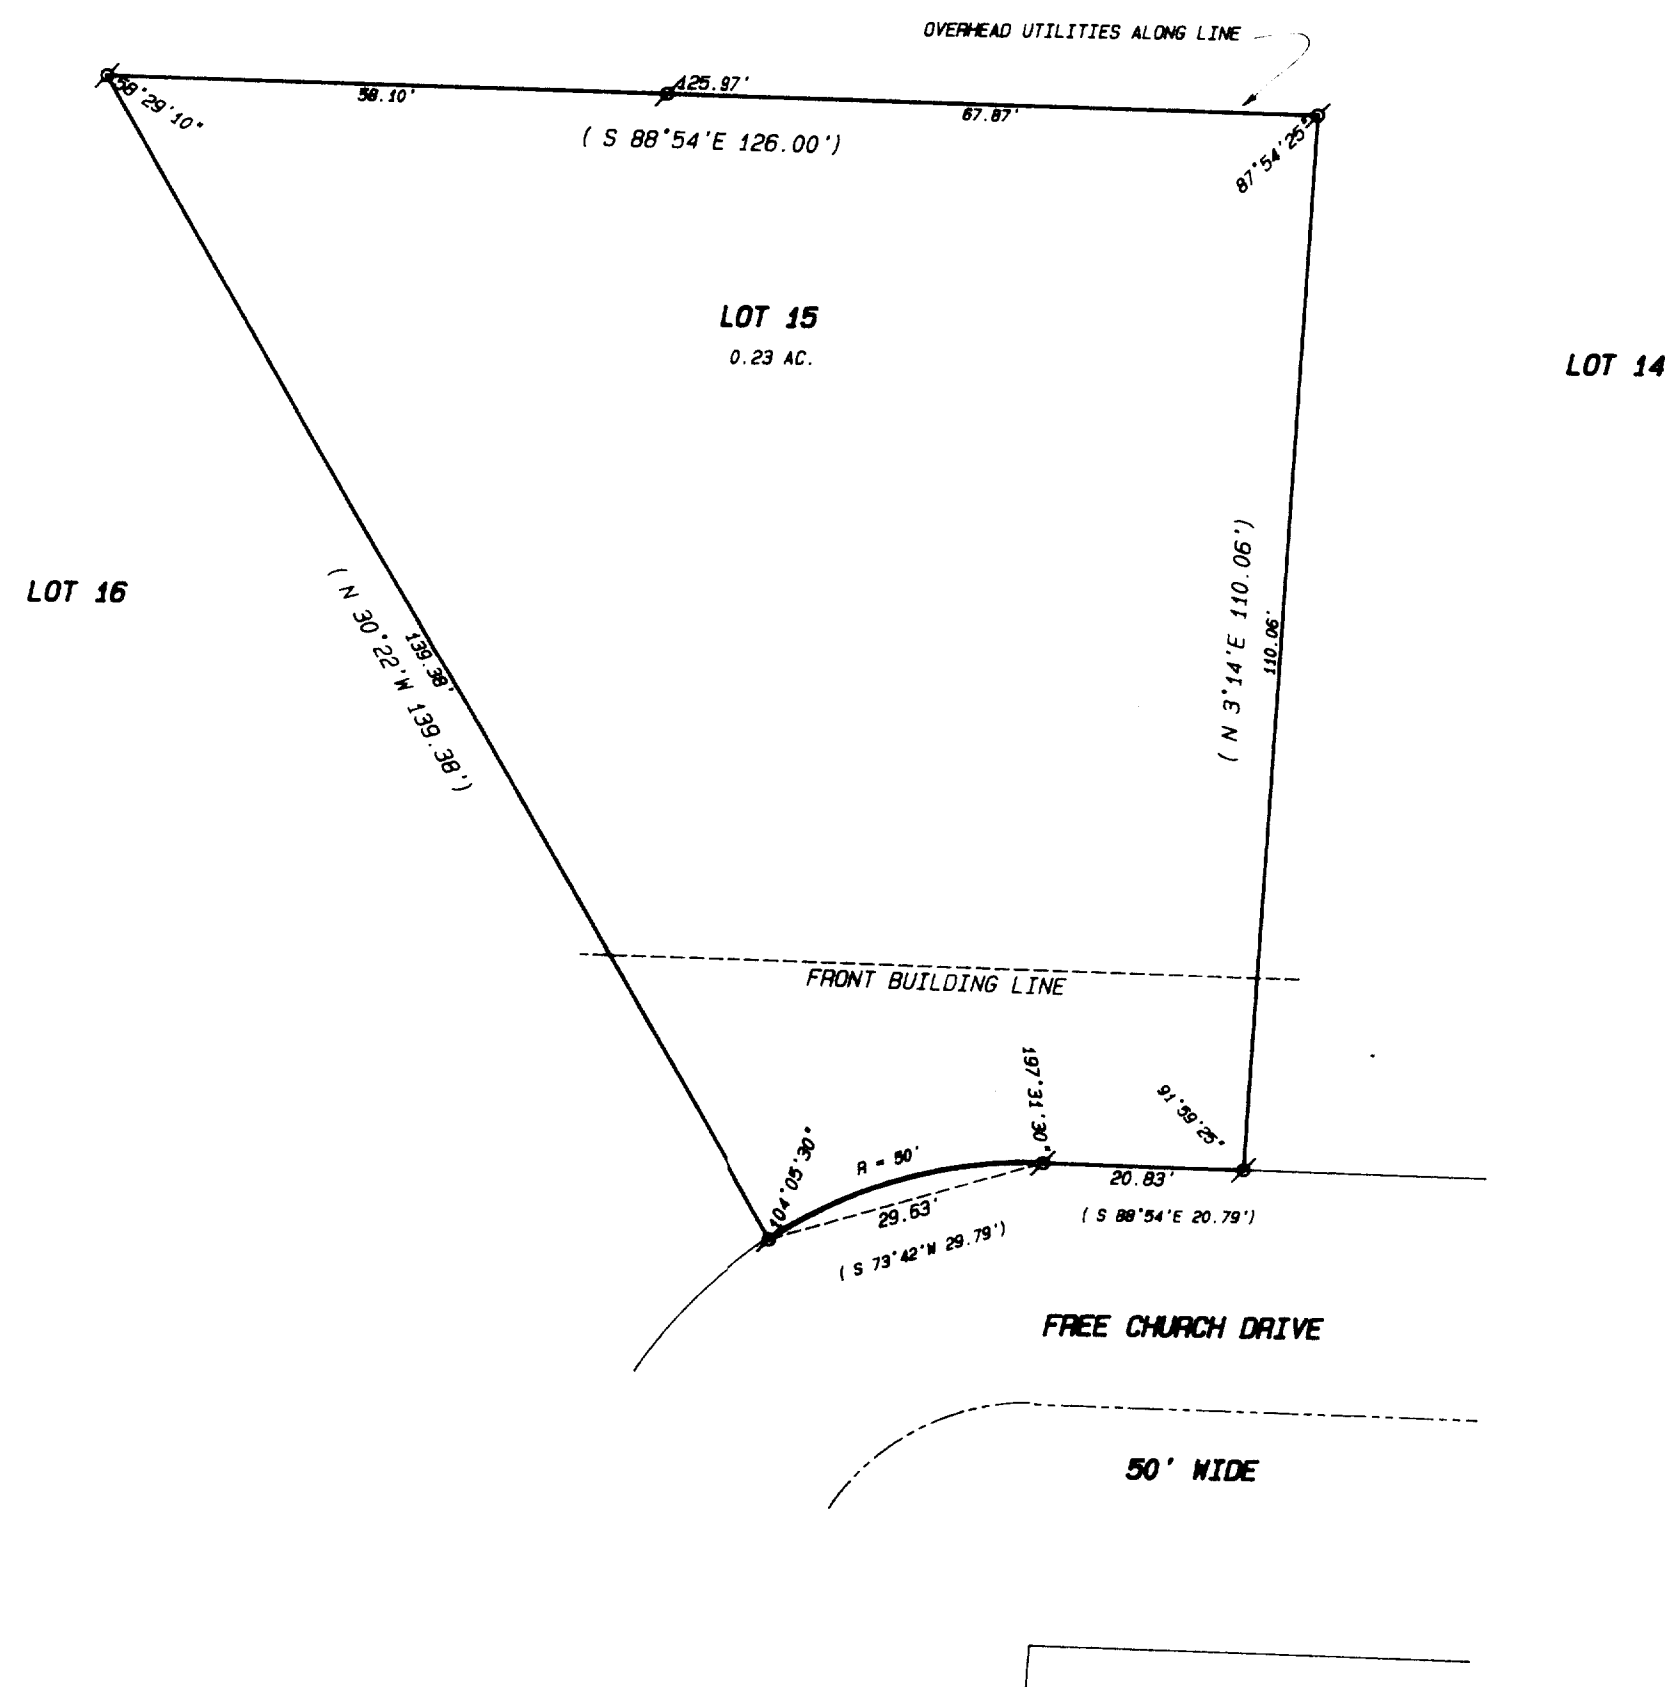 OVERHEAD UTILITIES ALONG LINE
58°29'10"
58.10'
125.97'
67.87'
( S 88°54'E 126.00')
87°54'25"
LOT 15
0.23 AC.
LOT 14
LOT 16
139.38'
( N 30°22'W 139.38')
( N 3°14'E 110.06')
110.06'
FRONT BUILDING LINE
104°05'30"
R = 50'
197°31'30"
91°59'25"
29.63'
( S 73°42'W 29.79')
20.83'
( S 88°54'E 20.79')
FREE CHURCH DRIVE
50' WIDE